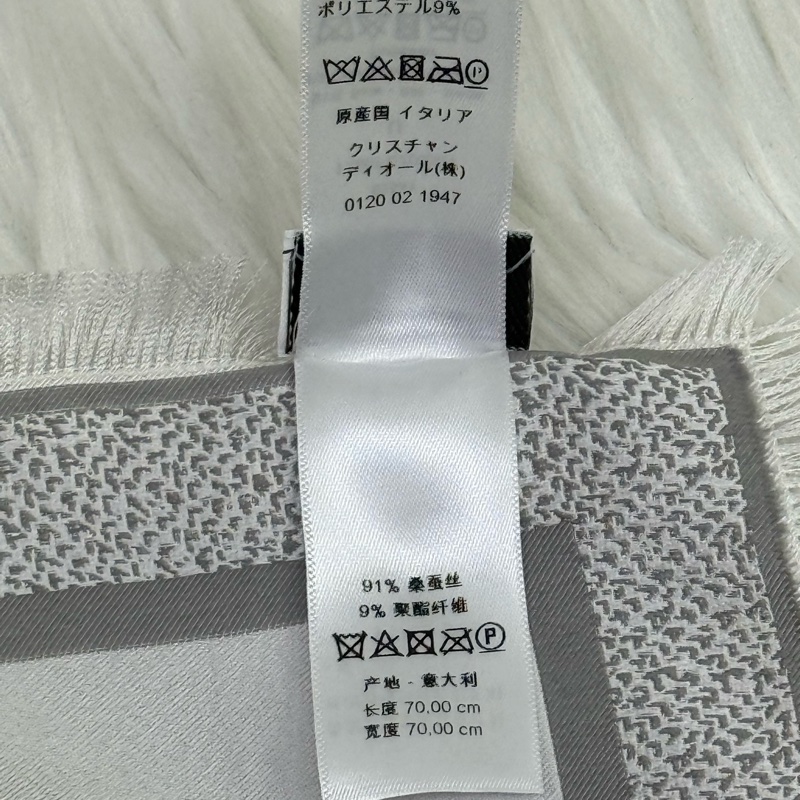 ポリエステル9%
P
原産国 イタリア
クリスチャン
ディオール(株)
0120 02 1947
91% 桑蚕丝
9% 聚酯纤维
P
产地 - 意大利
长度 70,00 cm
宽度 70,00 cm